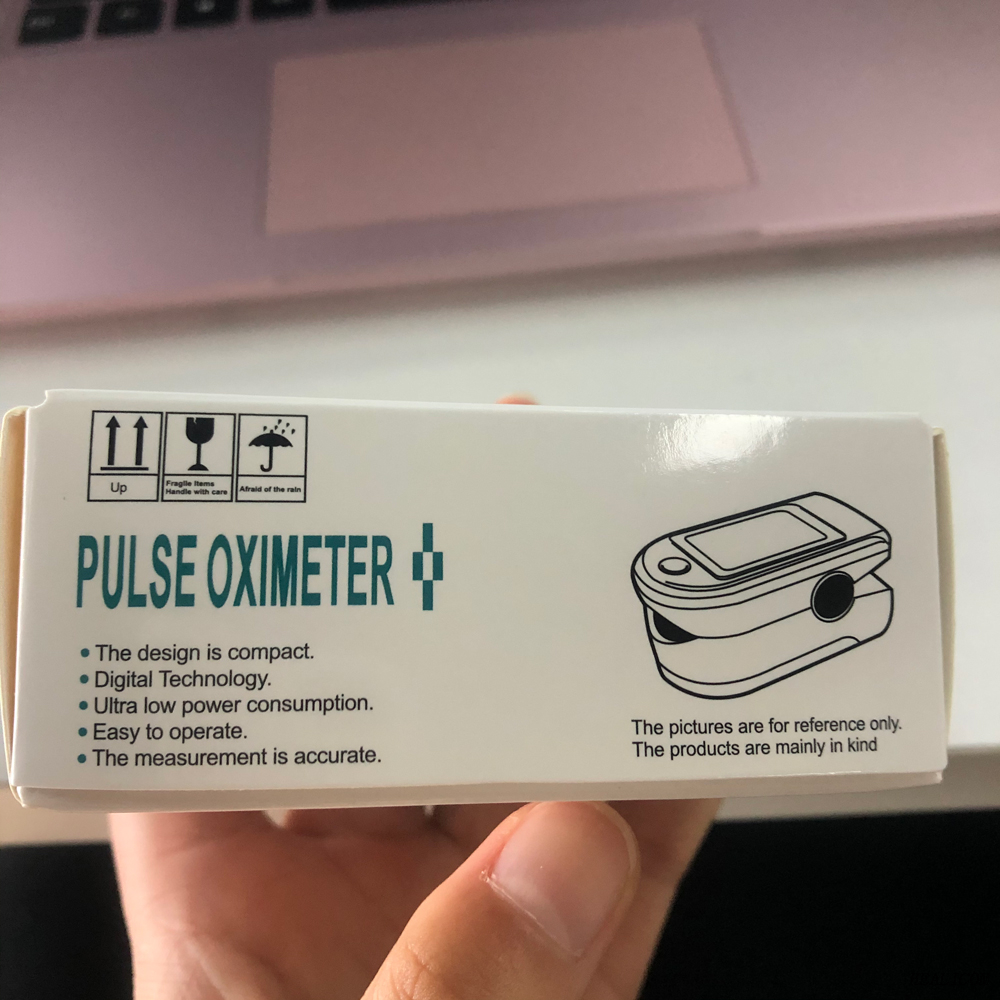 Up
Fragile Items
Handle with care
Afraid of the rain
PULSE OXIMETER
The design is compact.
Digital Technology.
Ultra low power consumption.
Easy to operate.
The measurement is accurate.
The pictures are for reference only.
The products are mainly in kind